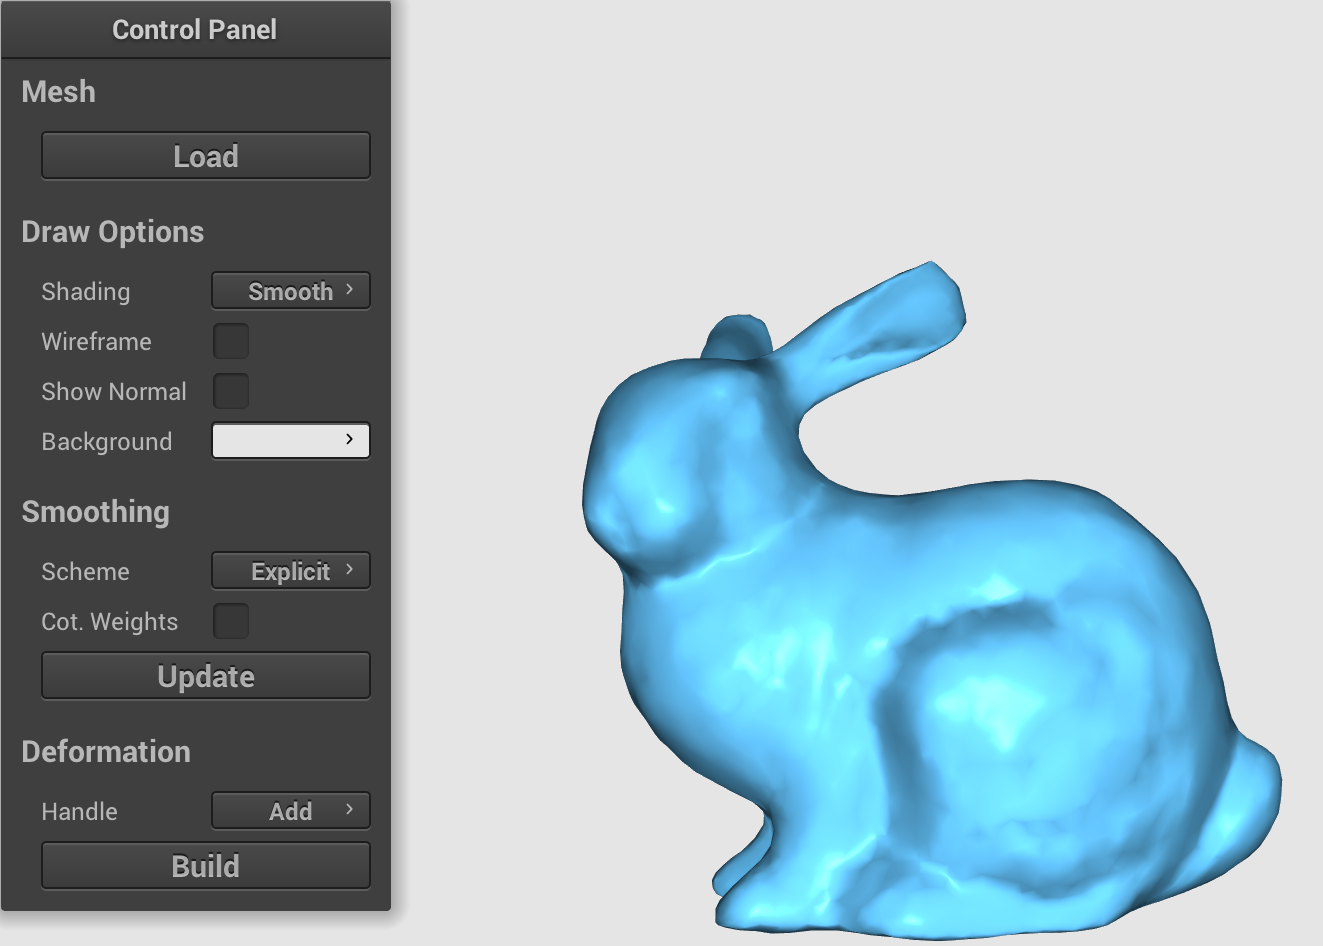 Control Panel
Mesh
Load
Draw Options
Shading Smooth >
Wireframe
Show Normal
Background >
Smoothing
Scheme Explicit >
Cot. Weights
Update
Deformation
Handle Add >
Build